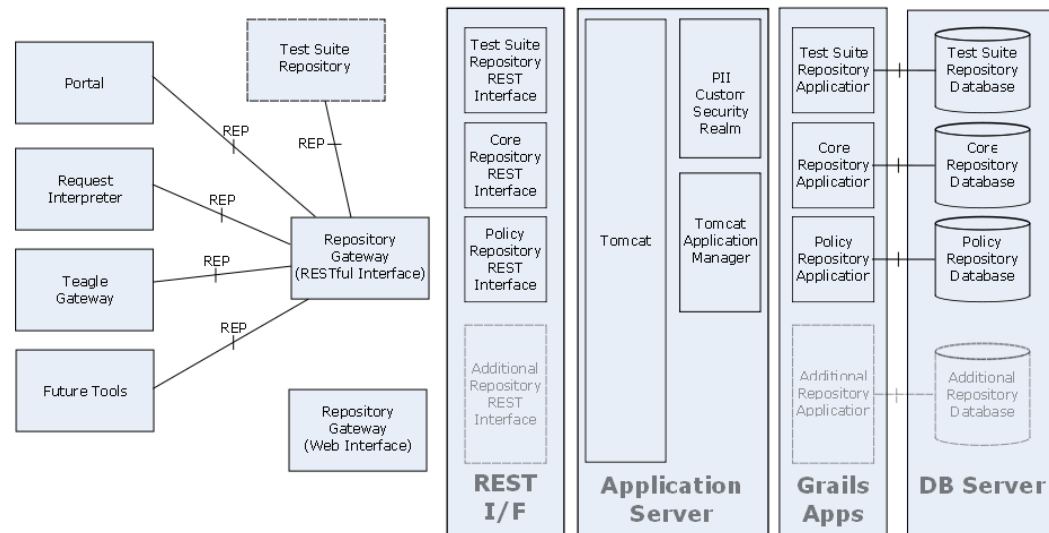 Portal
Test Suite
Repository
REP
REP
Request
Interpreter
REP
Repository
Gateway
(RESTful Interface)
Teagle
Gateway
REP
REP
Future Tools
Repository
Gateway
(Web Interface)
Test Suite
Repository
REST
Interface
Core
Repository
REST
Interface
Policy
Repository
REST
Interface
Additional
Repository
REST
Interface
REST
I/F
Tomcat
PII
Custom
Security
Realm
Tomcat
Application
Manager
Application
Server
Test Suite
Repository
Application
Core
Repository
Application
Policy
Repository
Application
Additional
Repository
Application
Grails
Apps
Test Suite
Repository
Database
Core
Repository
Database
Policy
Repository
Database
Additional
Repository
Database
DB Server